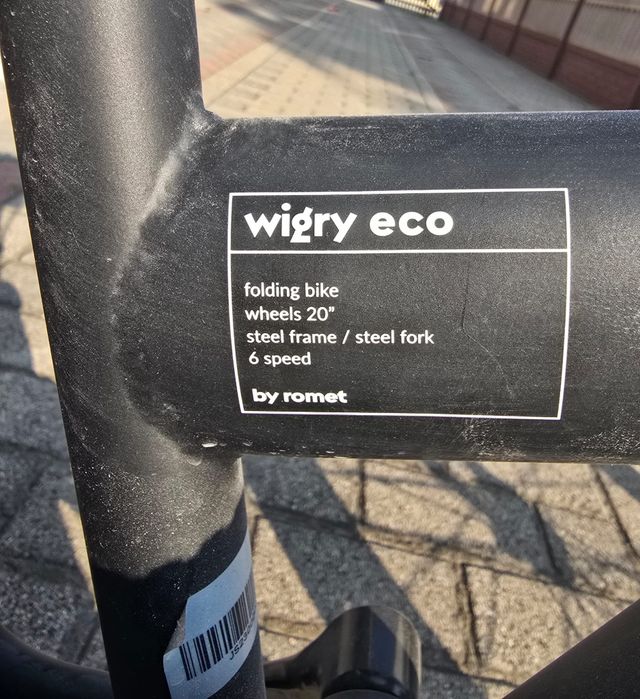 wigry eco
folding bike
wheels 20"
steel frame / steel fork
6 speed
by romet